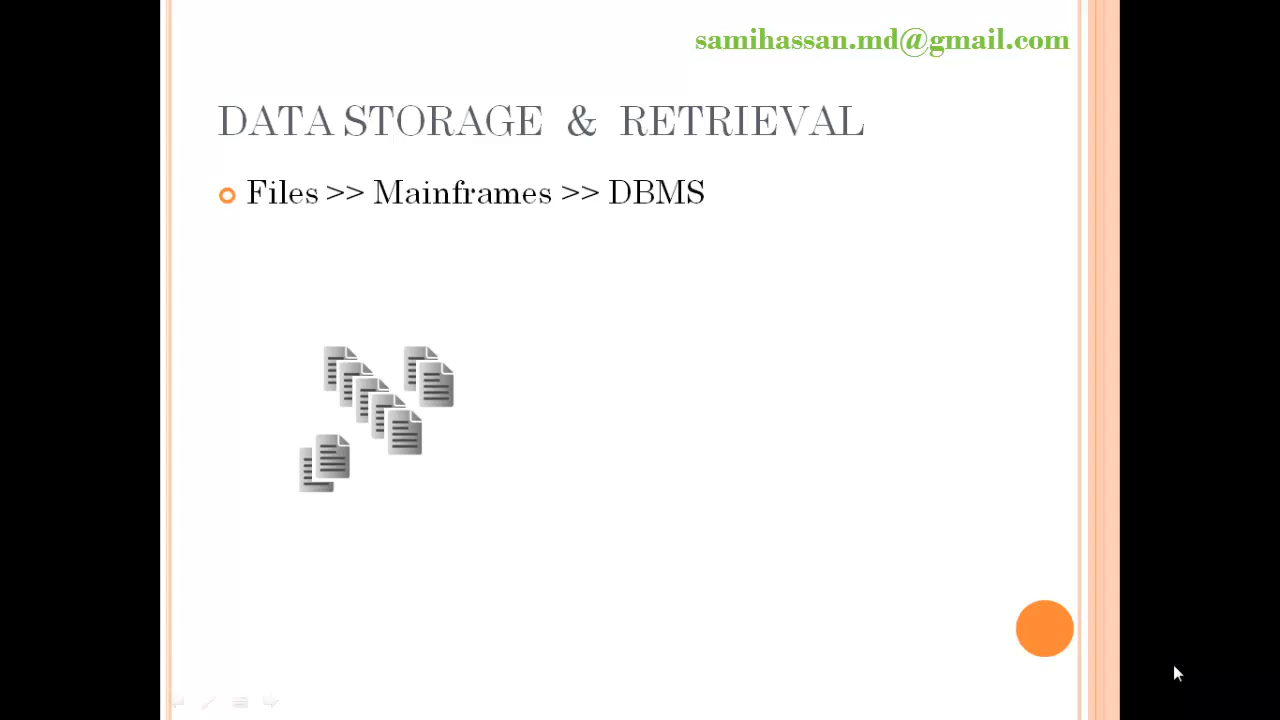 samihassan.md@gmail.com
DATA STORAGE & RETRIEVAL
Files >> Mainframes >> DBMS